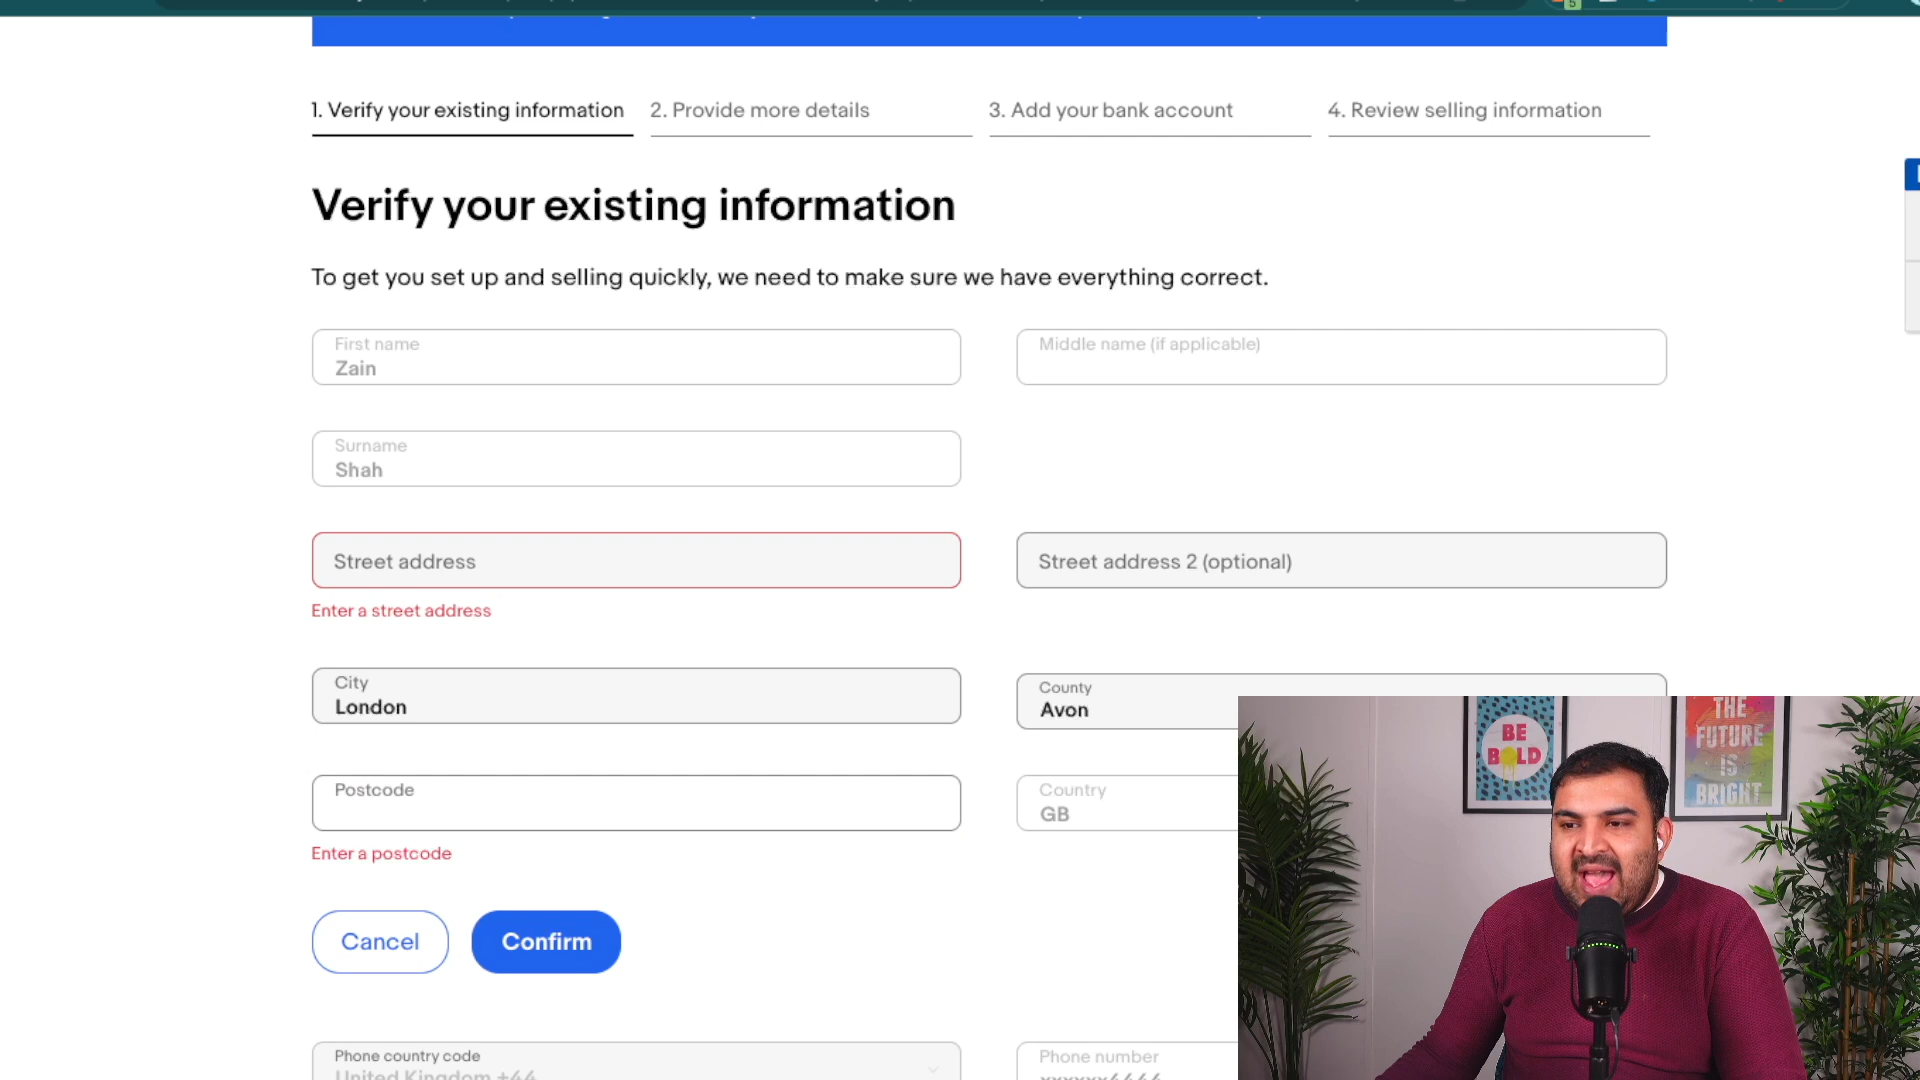 5
1. Verify your existing information
2. Provide more details
3. Add your bank account
4. Review selling information
Verify your existing information
To get you set up and selling quickly, we need to make sure we have everything correct.
First name
Zain
Middle name (if applicable)
Surname
Shah
Street address
Street address 2 (optional)
Enter a street address
City
London
County
Avon
Postcode
Country
GB
Enter a postcode
Cancel
Confirm
Phone country code
United Kingdom +44
Phone number
BE
BOLD
THE
FUTURE
IS
BRIGHT